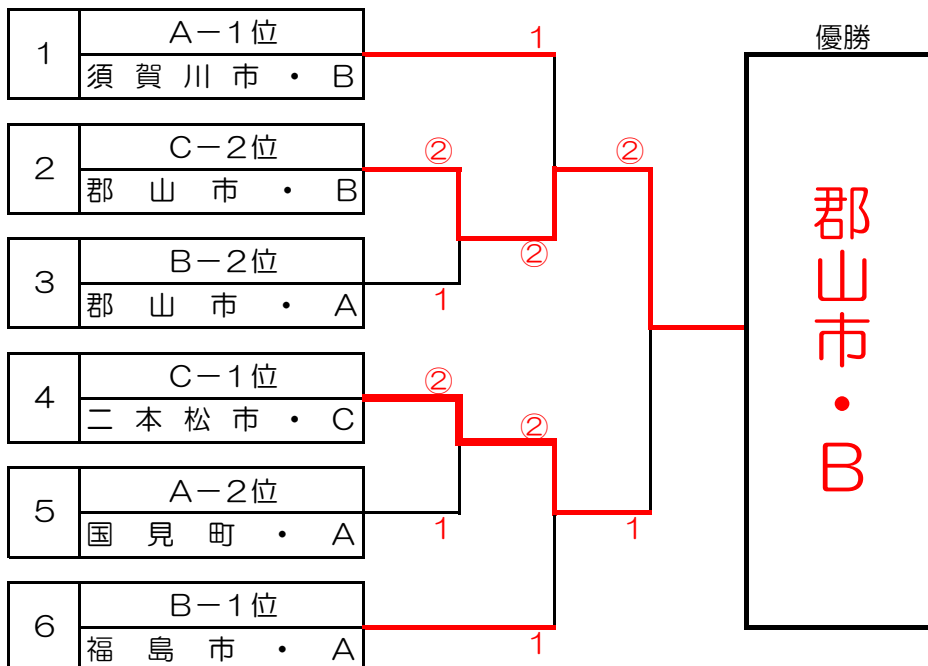 1
A－1位
須賀川市・B
2
C－2位
郡山市・B
3
B－2位
郡山市・A
4
C－1位
二本松市・C
5
A－2位
国見町・A
6
B－1位
福島市・A
1
②
②
1
②
②
②
1
1
1
優勝
郡山市・B